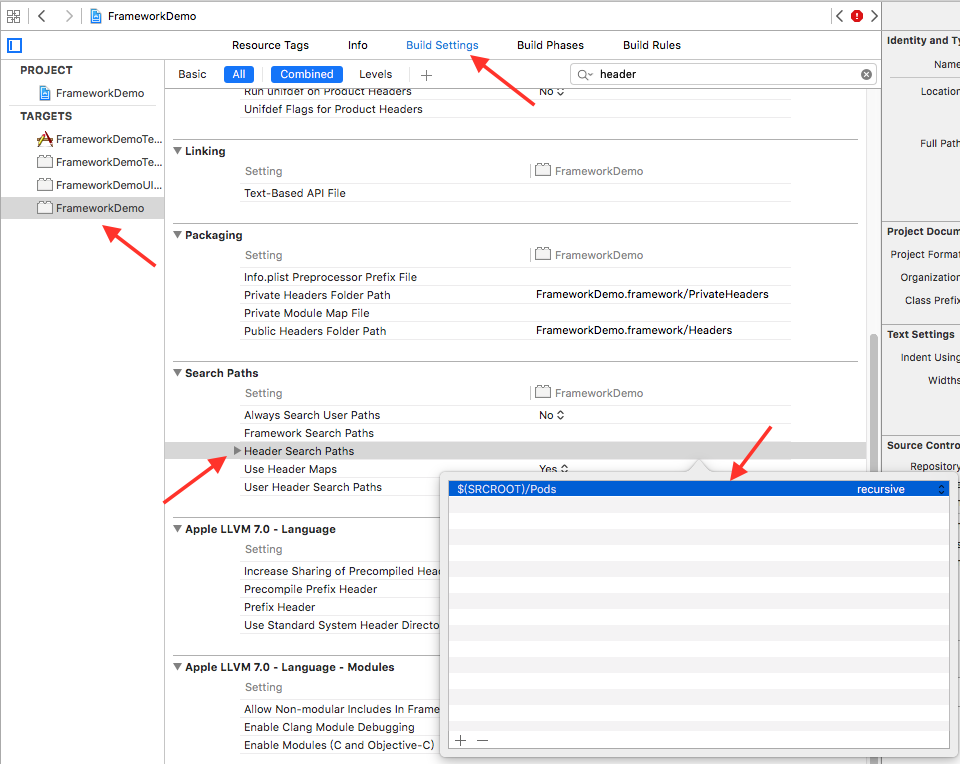 FrameworkDemo
Resource Tags Info Build Settings Build Phases Build Rules
Identity and Ty
PROJECT
FrameworkDemo
TARGETS
FrameworkDemoTe...
FrameworkDemoTe...
FrameworkDemoUI...
FrameworkDemo
Basic All Combined Levels + header
Run unifdef on Product Headers No
Unifdef Flags for Product Headers
Linking
Setting FrameworkDemo
Text-Based API File
Packaging
Setting FrameworkDemo
Info.plist Preprocessor Prefix File
Private Headers Folder Path FrameworkDemo.framework/PrivateHeaders
Private Module Map File
Public Headers Folder Path FrameworkDemo.framework/Headers
Search Paths
Setting FrameworkDemo
Always Search User Paths No
Framework Search Paths
Header Search Paths
Use Header Maps Yes
User Header Search Paths
$(SRCROOT)/Pods recursive
Apple LLVM 7.0 - Language
Setting
Increase Sharing of Precompiled Head
Precompile Prefix Header
Prefix Header
Use Standard System Header Directo
Apple LLVM 7.0 - Language - Modules
Setting
Allow Non-modular Includes In Frame
Enable Clang Module Debugging
Enable Modules (C and Objective-C)
Name
Location
Full Path
Project Docum
Project Format
Organization
Class Prefix
Text Settings
Indent Using
Widths
Source Contro
Repository